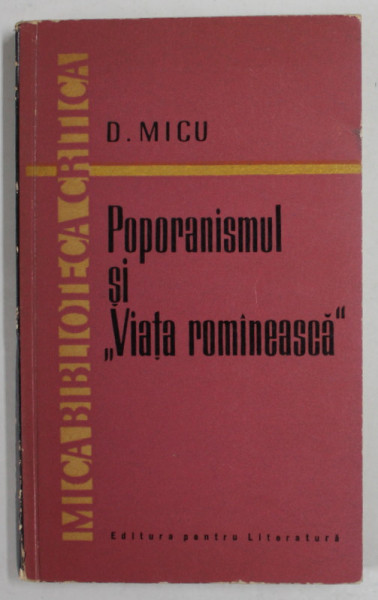 D. MICU
MICA BIBLIOTECA CRITICA
Poporanismul
și
„Viața romînească“
Editura pentru Literatură